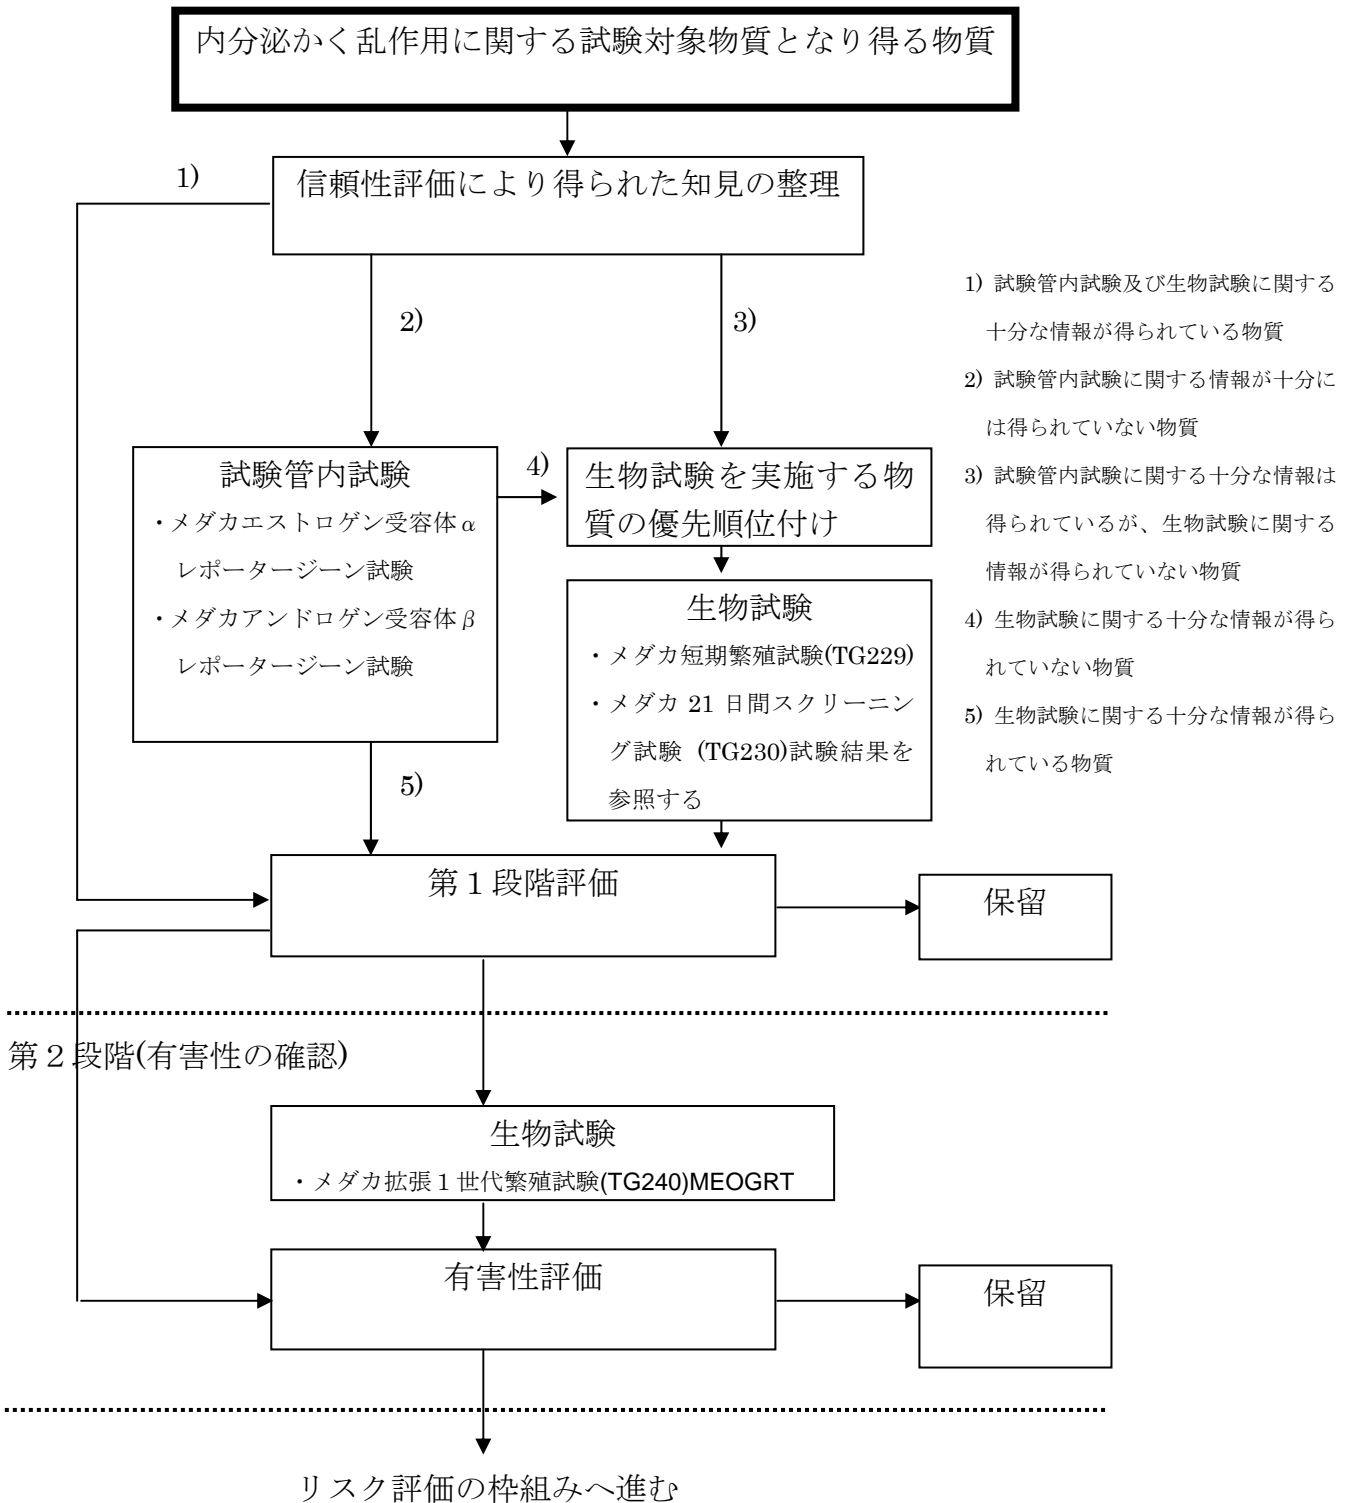 内分泌かく乱作用に関する試験対象物質となり得る物質
1)
信頼性評価により得られた知見の整理
2)
3)
1) 試験管内試験及び生物試験に関する
十分な情報が得られている物質
2) 試験管内試験に関する情報が十分に
は得られていない物質
3) 試験管内試験に関する十分な情報は
得られているが、生物試験に関する
情報が得られていない物質
4) 生物試験に関する十分な情報が得ら
れていない物質
5) 生物試験に関する十分な情報が得ら
れている物質
試験管内試験
・メダカエストロゲン受容体α
レポータージーン試験
・メダカアンドロゲン受容体β
レポータージーン試験
4)
生物試験を実施する物
質の優先順位付け
生物試験
・メダカ短期繁殖試験(TG229)
・メダカ 21 日間スクリーニン
グ試験 (TG230)試験結果を
参照する
5)
第１段階評価
保留
第２段階(有害性の確認)
生物試験
・メダカ拡張１世代繁殖試験(TG240)MEOGRT
有害性評価
保留
リスク評価の枠組みへ進む